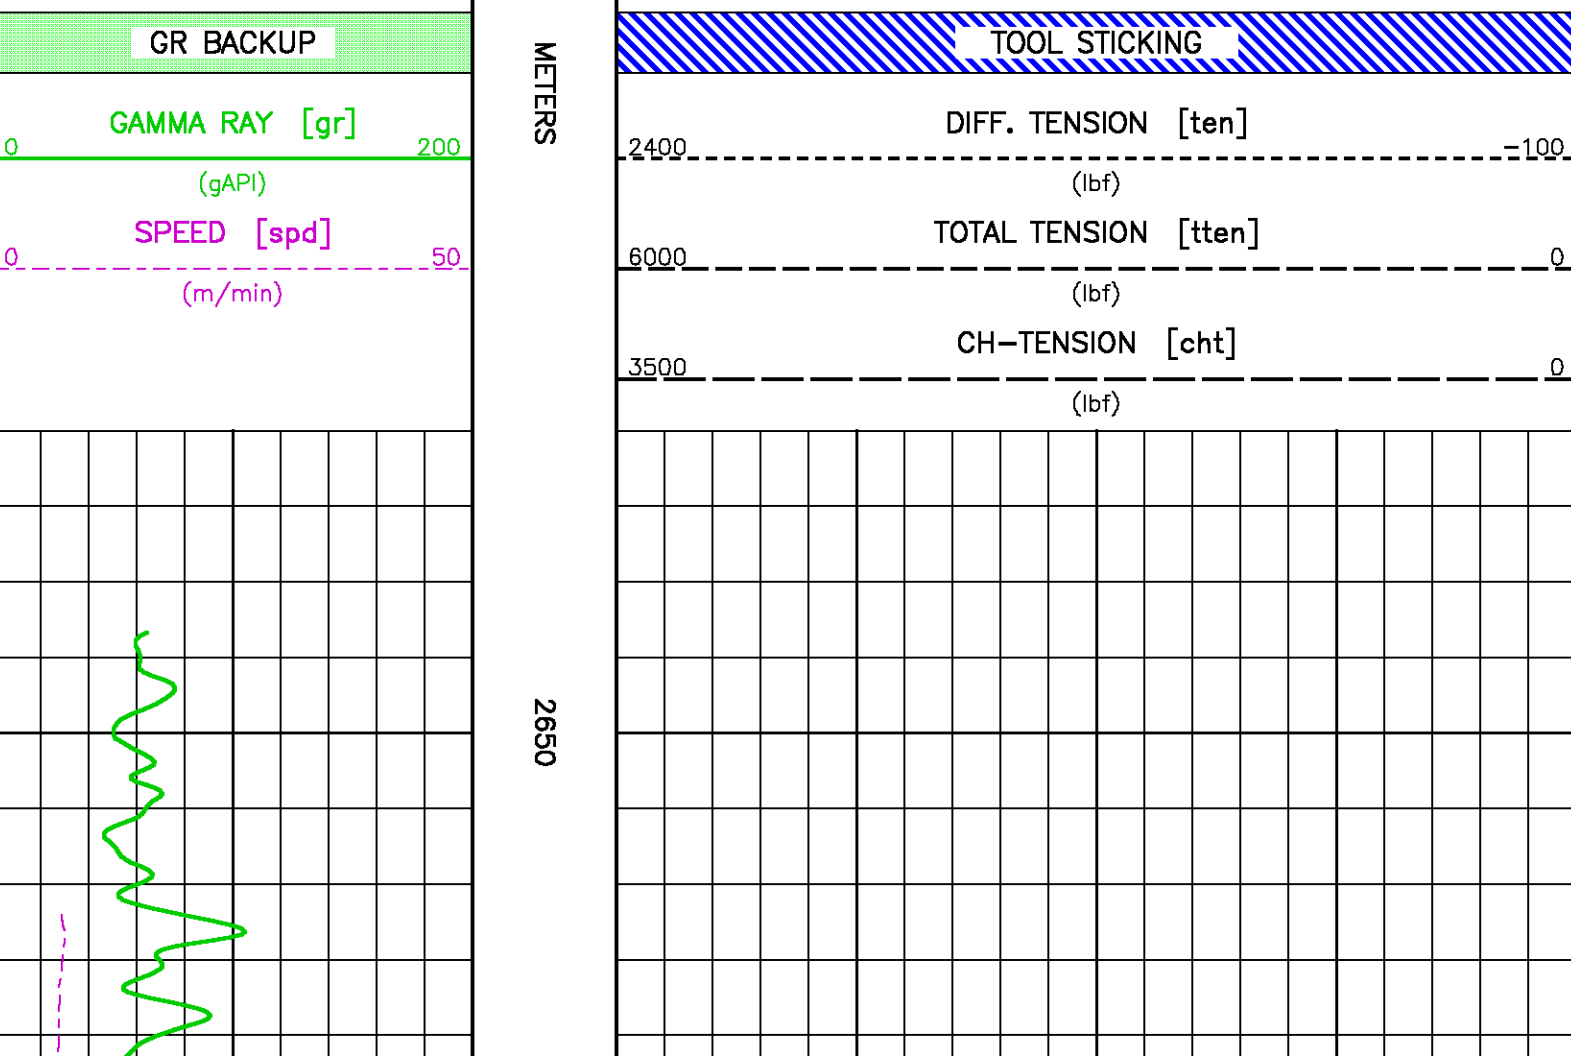 GR BACKUP
GAMMA RAY [gr]
0 200
(gAPI)
SPEED [spd]
0 50
(m/min)
METERS
2650
TOOL STICKING
DIFF. TENSION [ten]
2400 -100
(lbf)
TOTAL TENSION [tten]
6000 0
(lbf)
CH-TENSION [cht]
3500 0
(lbf)